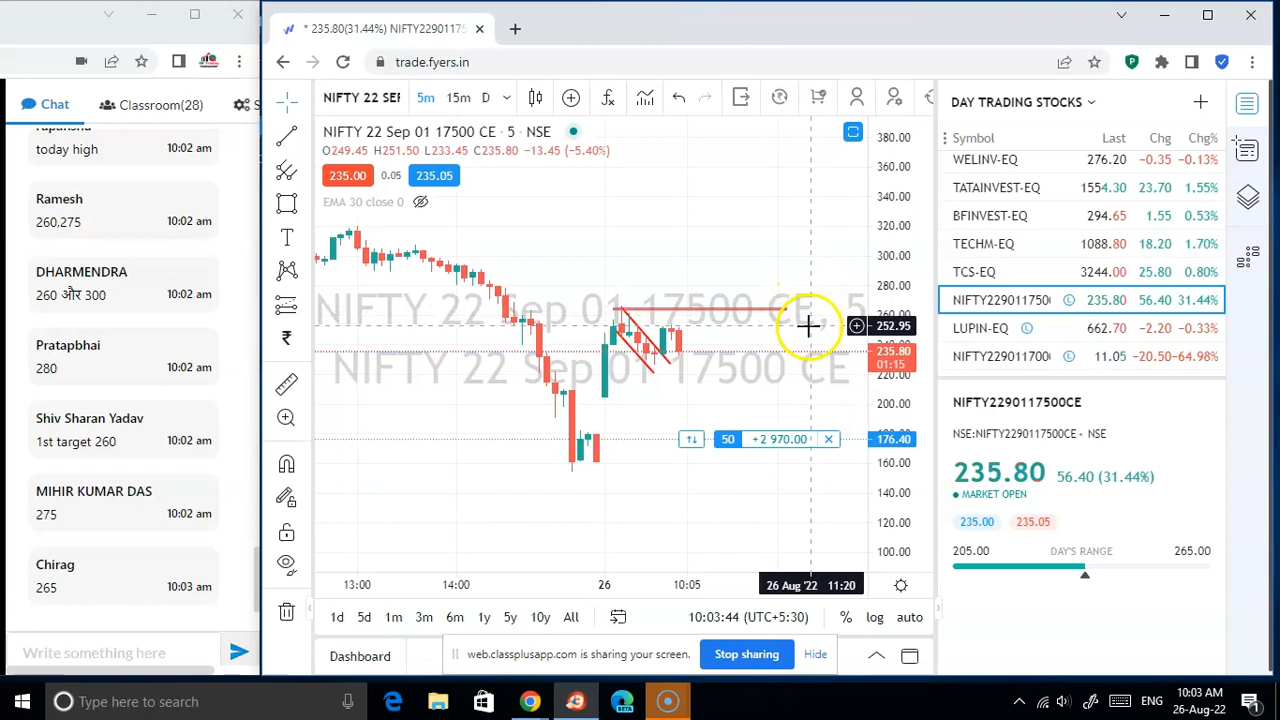 * 235.80(31.44%) NIFTY2290117
trade.fyers.in
Chat
Classroom(28)
today high
10:02 am
Ramesh
260,275
10:02 am
DHARMENDRA
260 और 300
10:02 am
Pratapbhai
280
10:02 am
Shiv Sharan Yadav
1st target 260
10:02 am
MIHIR KUMAR DAS
275
10:02 am
Chirag
265
10:03 am
Write something here
NIFTY 22 SEP
5m
15m
D
NIFTY 22 Sep 01 17500 CE · 5 · NSE
O249.45 H251.50 L233.45 C235.80 -13.45 (-5.40%)
235.00
0.05
235.05
EMA 30 close 0
NIFTY 22 Sep 01 17500 CE, 5
NIFTY 22 Sep 01 17500 CE
50
+2 970.00
380.00
360.00
340.00
320.00
300.00
280.00
252.95
235.80
01:15
220.00
200.00
176.40
160.00
140.00
120.00
100.00
13:00
14:00
26
10:05
26 Aug '22 11:20
1d
5d
1m
3m
6m
1y
5y
10y
All
10:03:44 (UTC+5:30)
%
log
auto
Dashboard
web.classplusapp.com is sharing your screen.
Stop sharing
Hide
DAY TRADING STOCKS
Symbol Last Chg Chg%
WELINV-EQ 276.20 -0.35 -0.13%
TATAINVEST-EQ 1554.30 23.70 1.55%
BFINVEST-EQ 294.65 1.55 0.53%
TECHM-EQ 1088.80 18.20 1.70%
TCS-EQ 3244.00 25.80 0.80%
NIFTY22901175 235.80 56.40 31.44%
LUPIN-EQ 662.70 -2.20 -0.33%
NIFTY22901170 11.05 -20.50 -64.98%
NIFTY2290117500CE
NSE:NIFTY2290117500CE • NSE
235.80 56.40 (31.44%)
MARKET OPEN
235.00
235.05
205.00 DAY'S RANGE 265.00
Type here to search
ENG
10:03 AM
26-Aug-22